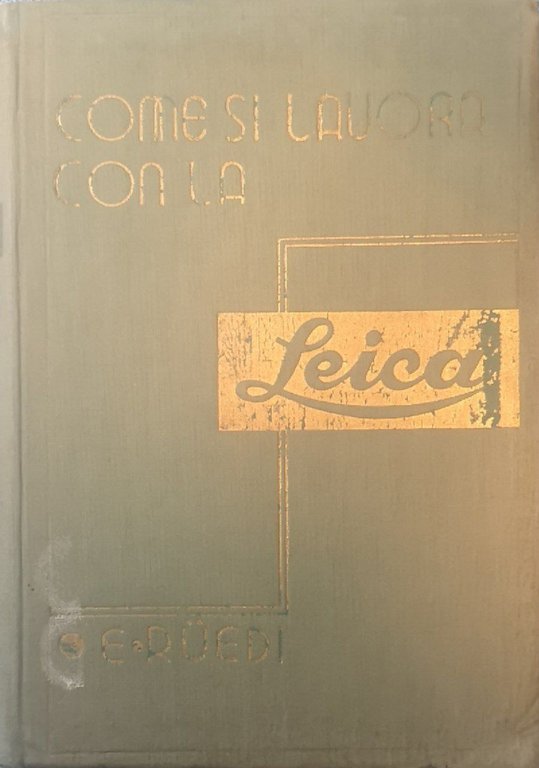 COME SI LAVORA
CON LA
Leica
E•RÜEDI